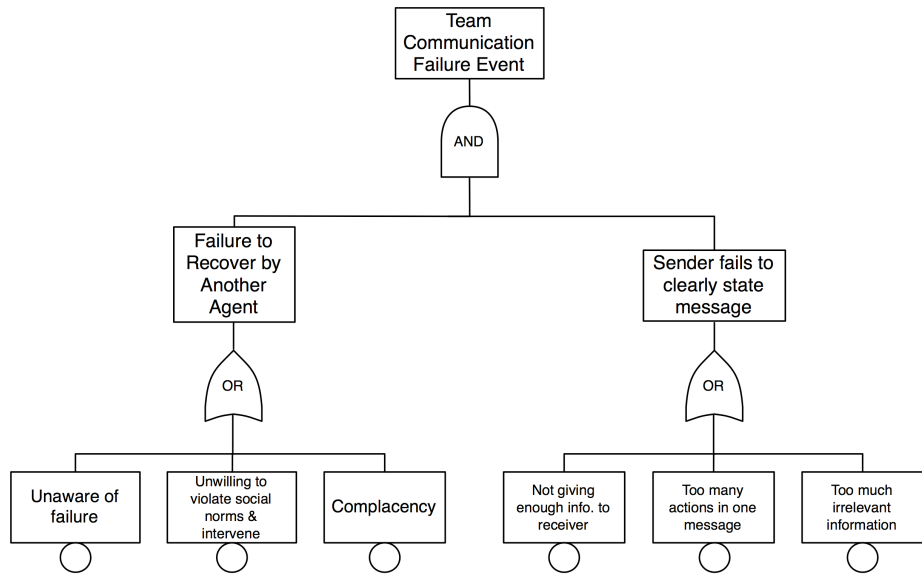 Team
Communication
Failure Event
AND
Failure to
Recover by
Another
Agent
Sender fails to
clearly state
message
OR
OR
Unaware of
failure
Unwilling to
violate social
norms &
intervene
Complacency
Not giving
enough info. to
receiver
Too many
actions in one
message
Too much
irrelevant
information